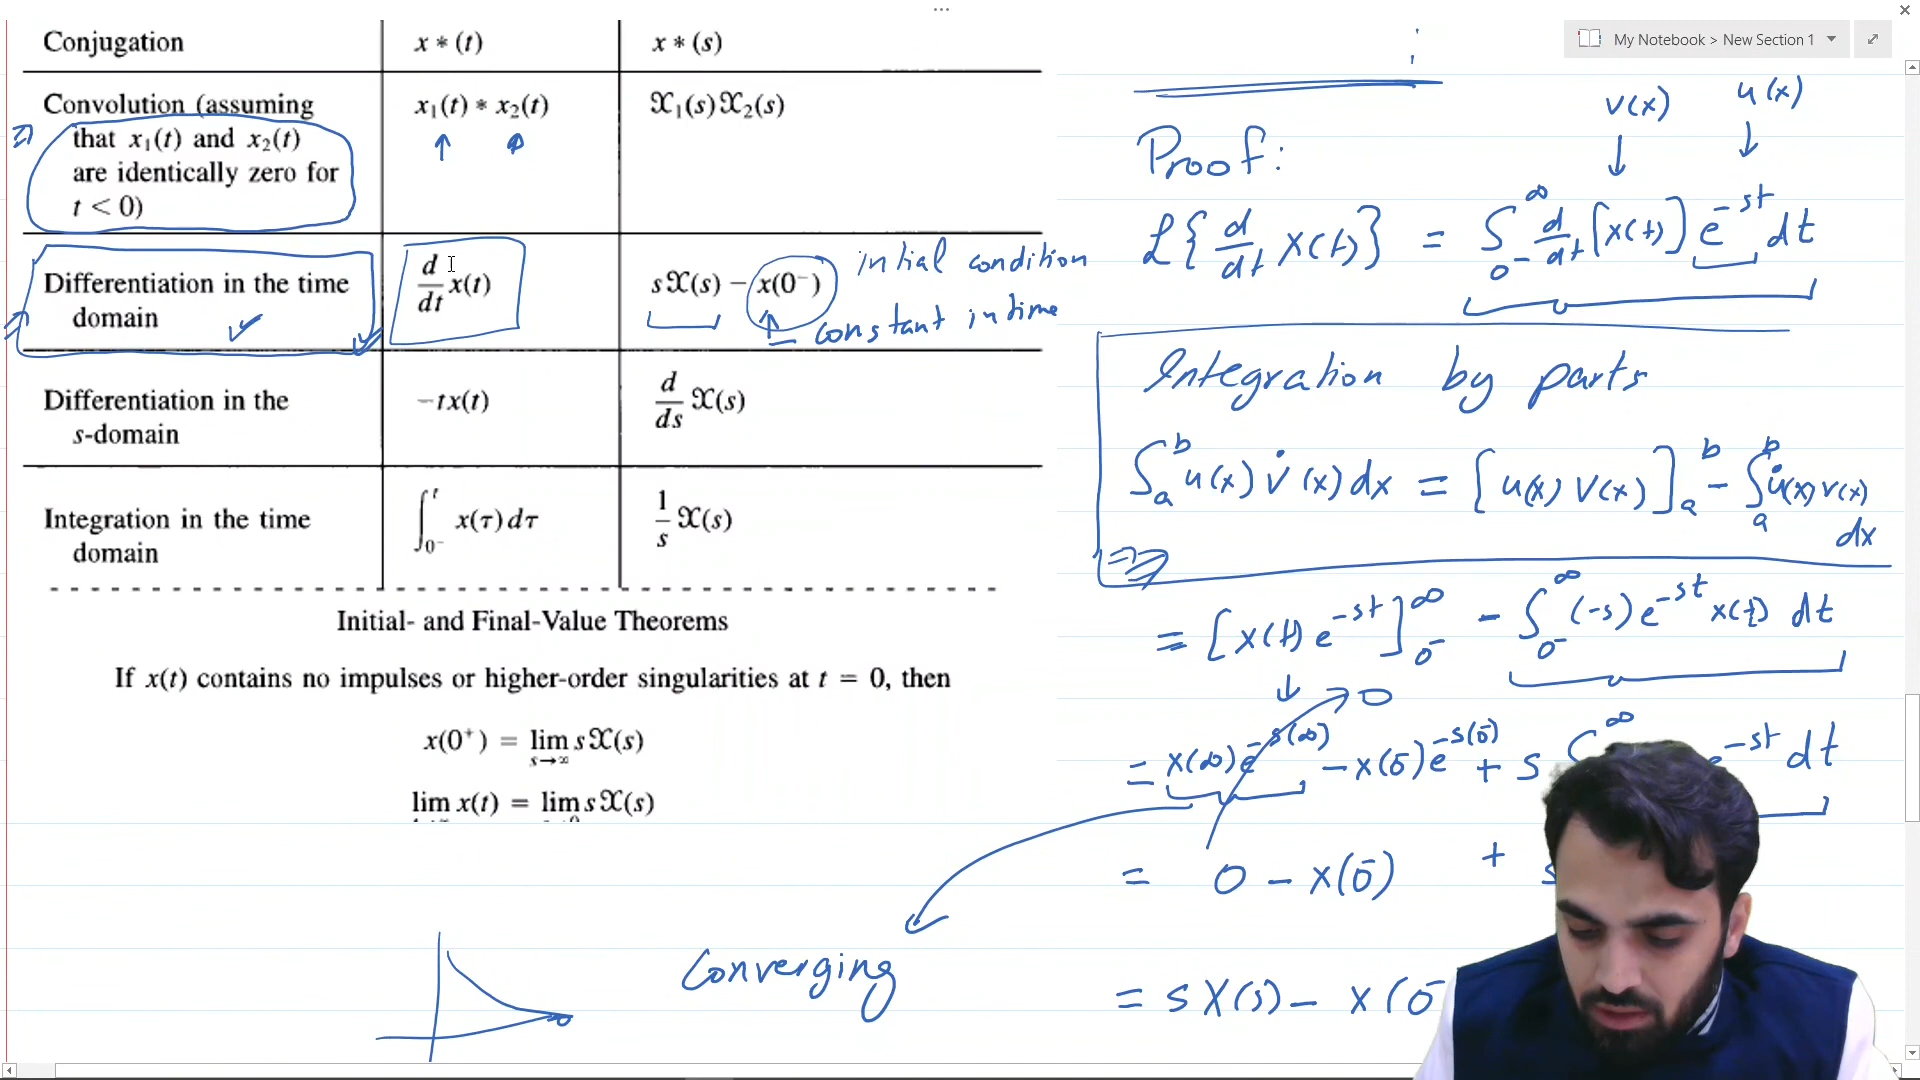 My Notebook > New Section 1
Conjugation x * (t) x * (s)
Convolution (assuming that x₁(t) and x₂(t) are identically zero for t < 0) x₁(t) * x₂(t) 𝔛₁(s)𝔛₂(s)
Differentiation in the time domain d/dt x(t) s𝔛(s) − x(0⁻)
initial condition
constant in time
Differentiation in the s-domain −tx(t) d/ds 𝔛(s)
Integration in the time domain ∫₀₋ᵗ x(τ) dτ 1/s 𝔛(s)
Initial- and Final-Value Theorems
If x(t) contains no impulses or higher-order singularities at t = 0, then
x(0⁺) = lim s→∞ s𝔛(s)
lim x(t) = lim s𝔛(s)
Converging
v(x) u(x)
Proof:
ℒ{d/dt x(t)} = ∫₀₋^∞ d/dt [x(t)] e^{-st} dt
Integration by parts
∫ₐᵇ u(x) v̇(x) dx = [u(x) v(x)]ₐᵇ − ∫ₐᵇ u̇(x) v(x) dx
= [x(t) e^{-st}]₀₋^∞ − ∫₀₋^∞ (-s) e^{-st} x(t) dt
→ 0
= x(∞) e^{-s(∞)} − x(0⁻) e^{-s(0⁻)} + s ∫^∞ e^{-st} dt
= 0 − x(0⁻) + s
= s X(s) − x(0⁻